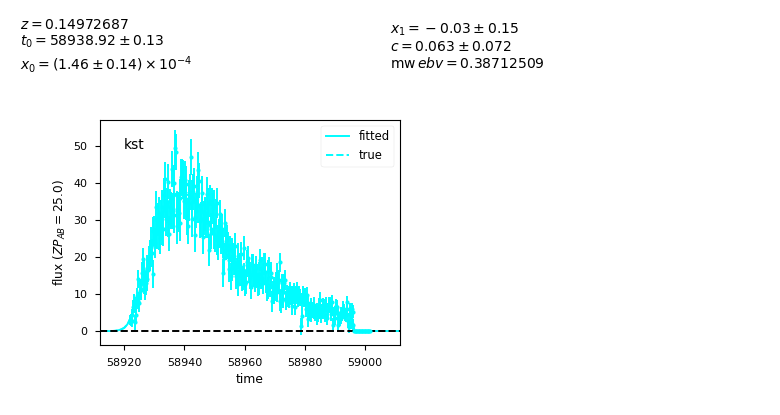 z = 0.14972687
t₀ = 58938.92 ± 0.13
x₀ = (1.46 ± 0.14) × 10⁻⁴
x₁ = − 0.03 ± 0.15
c = 0.063 ± 0.072
mw ebv = 0.38712509
kst
fitted
true
50
40
30
20
10
0
flux (ZP_AB = 25.0)
58920 58940 58960 58980 59000
time